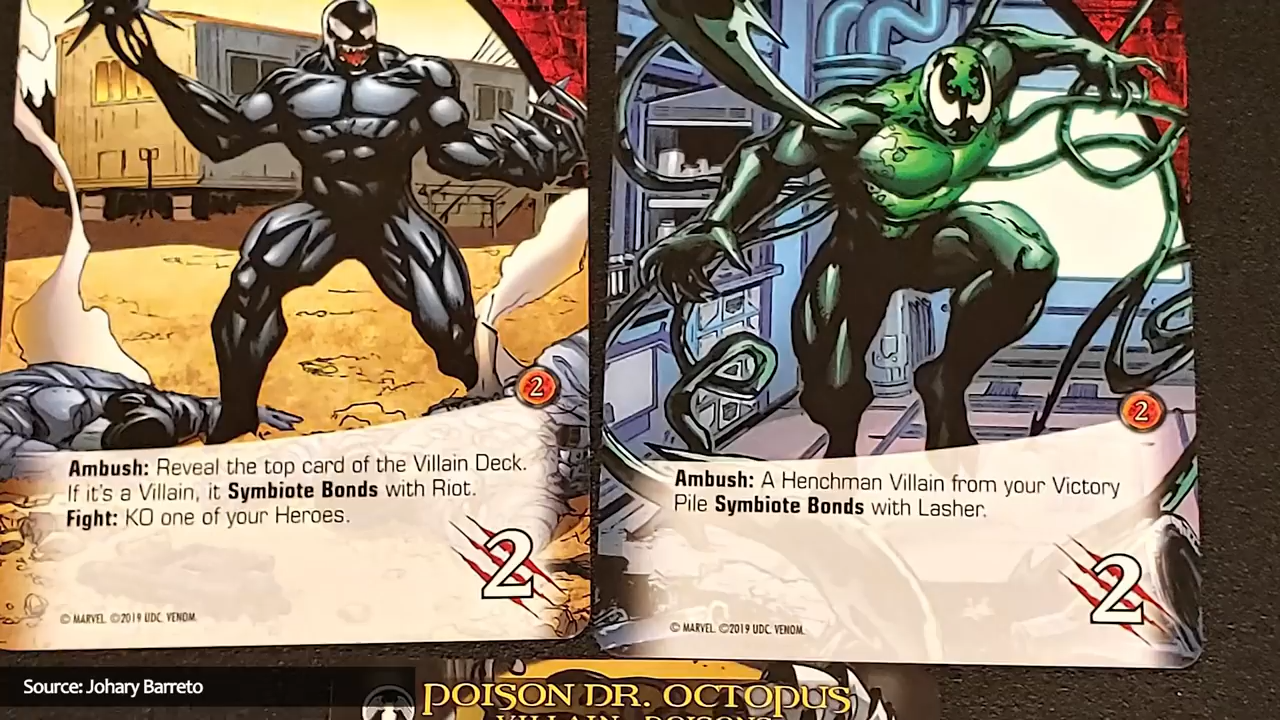 2
Ambush: Reveal the top card of the Villain Deck.
If it's a Villain, it Symbiote Bonds with Riot.
Fight: KO one of your Heroes.
2
© MARVEL. ©2019 UDC. VENOM.
2
Ambush: A Henchman Villain from your Victory
Pile Symbiote Bonds with Lasher.
2
© MARVEL. ©2019 UDC. VENOM.
Source: Johary Barreto
POISON DR. OCTOPUS
VILLAIN - POISONS